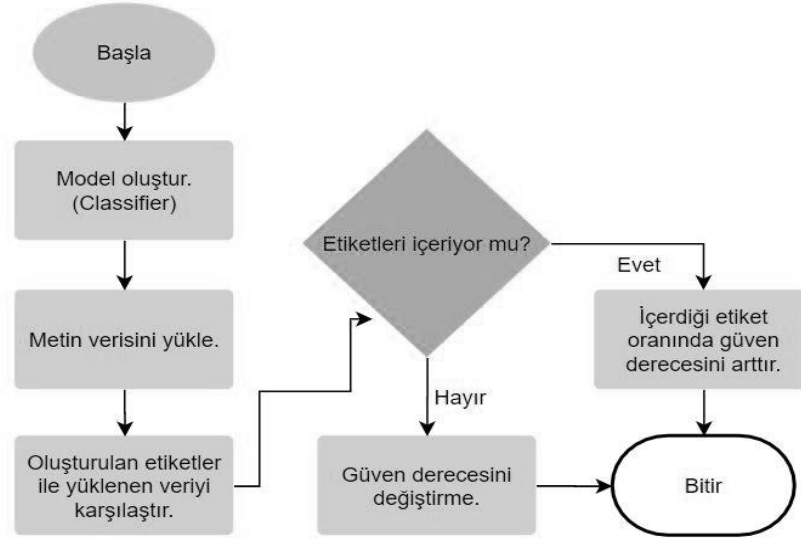 Başla
Model oluştur.
(Classifier)
Metin verisini yükle.
Oluşturulan etiketler
ile yüklenen veriyi
karşılaştır.
Etiketleri içeriyor mu?
Evet
İçerdiği etiket
oranında güven
derecesini arttır.
Hayır
Güven derecesini
değiştirme.
Bitir